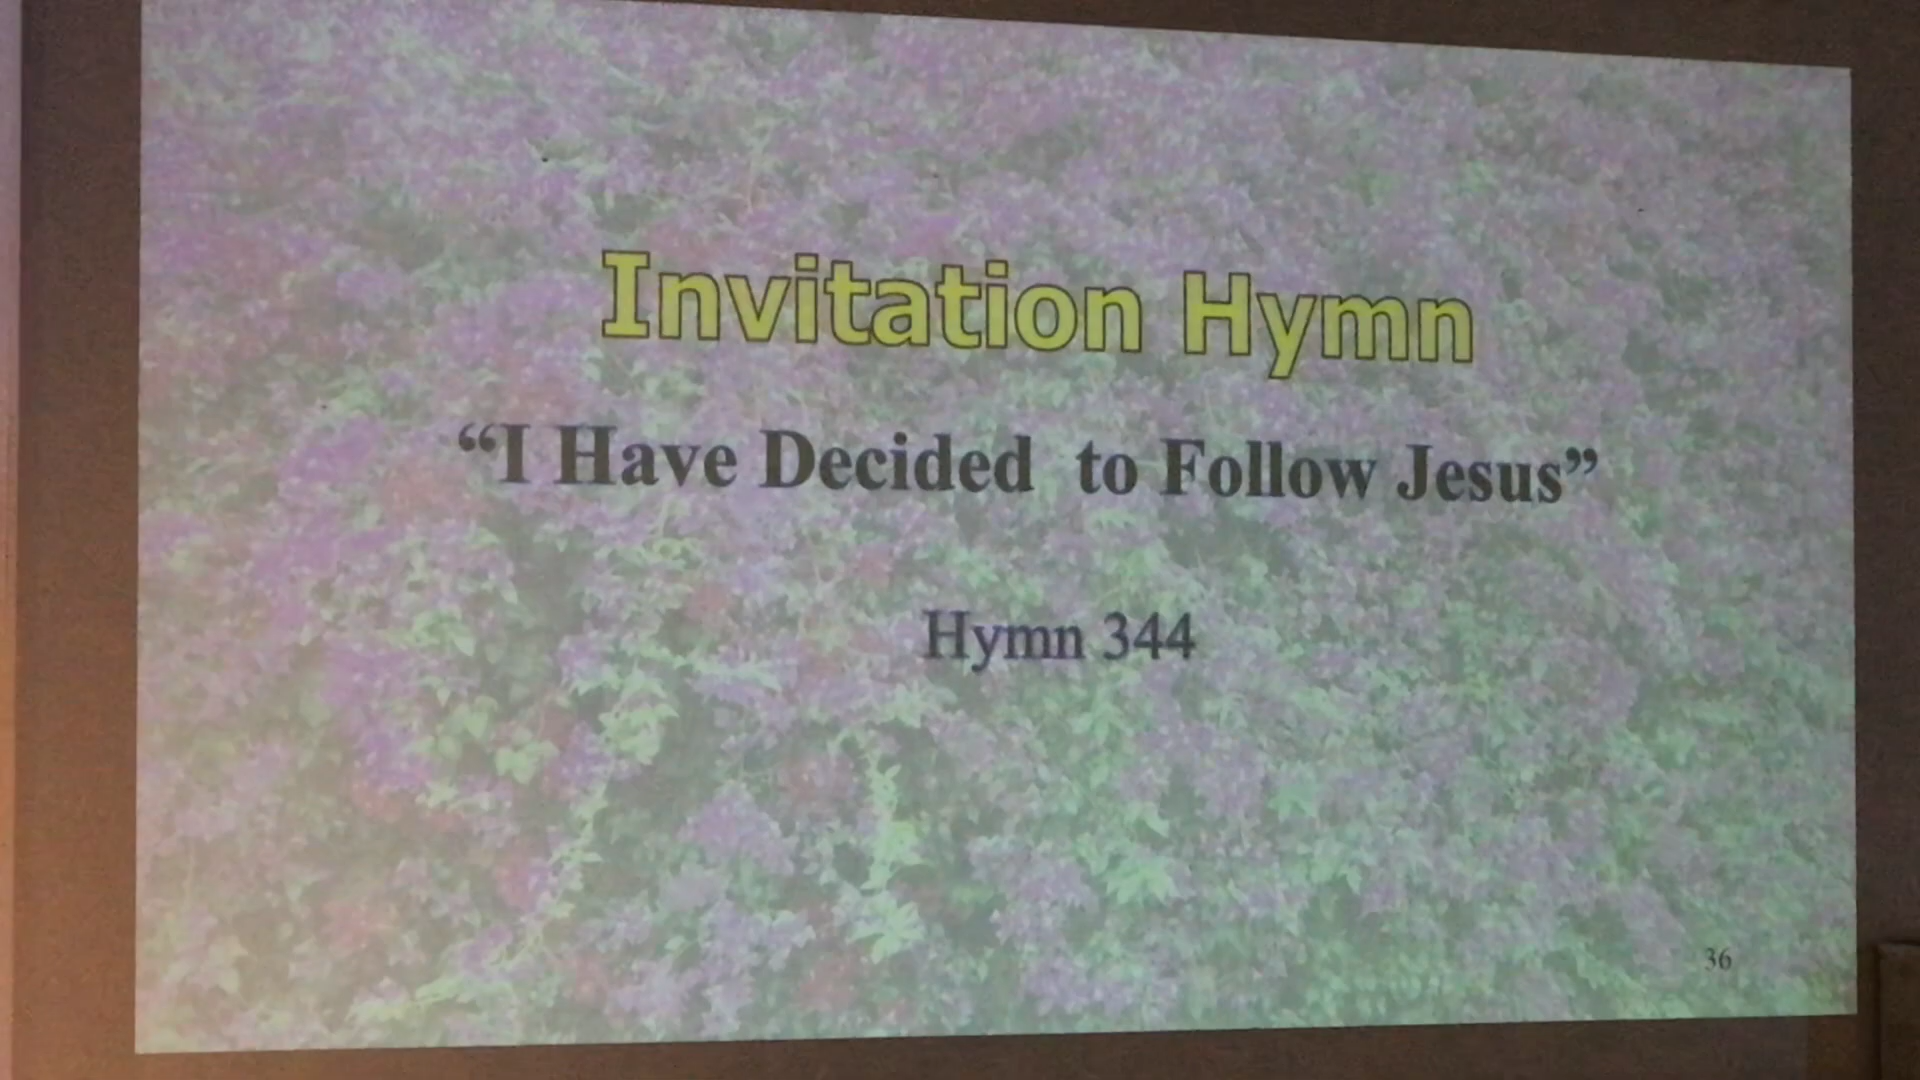 Invitation Hymn
“I Have Decided  to Follow Jesus”
Hymn 344
36